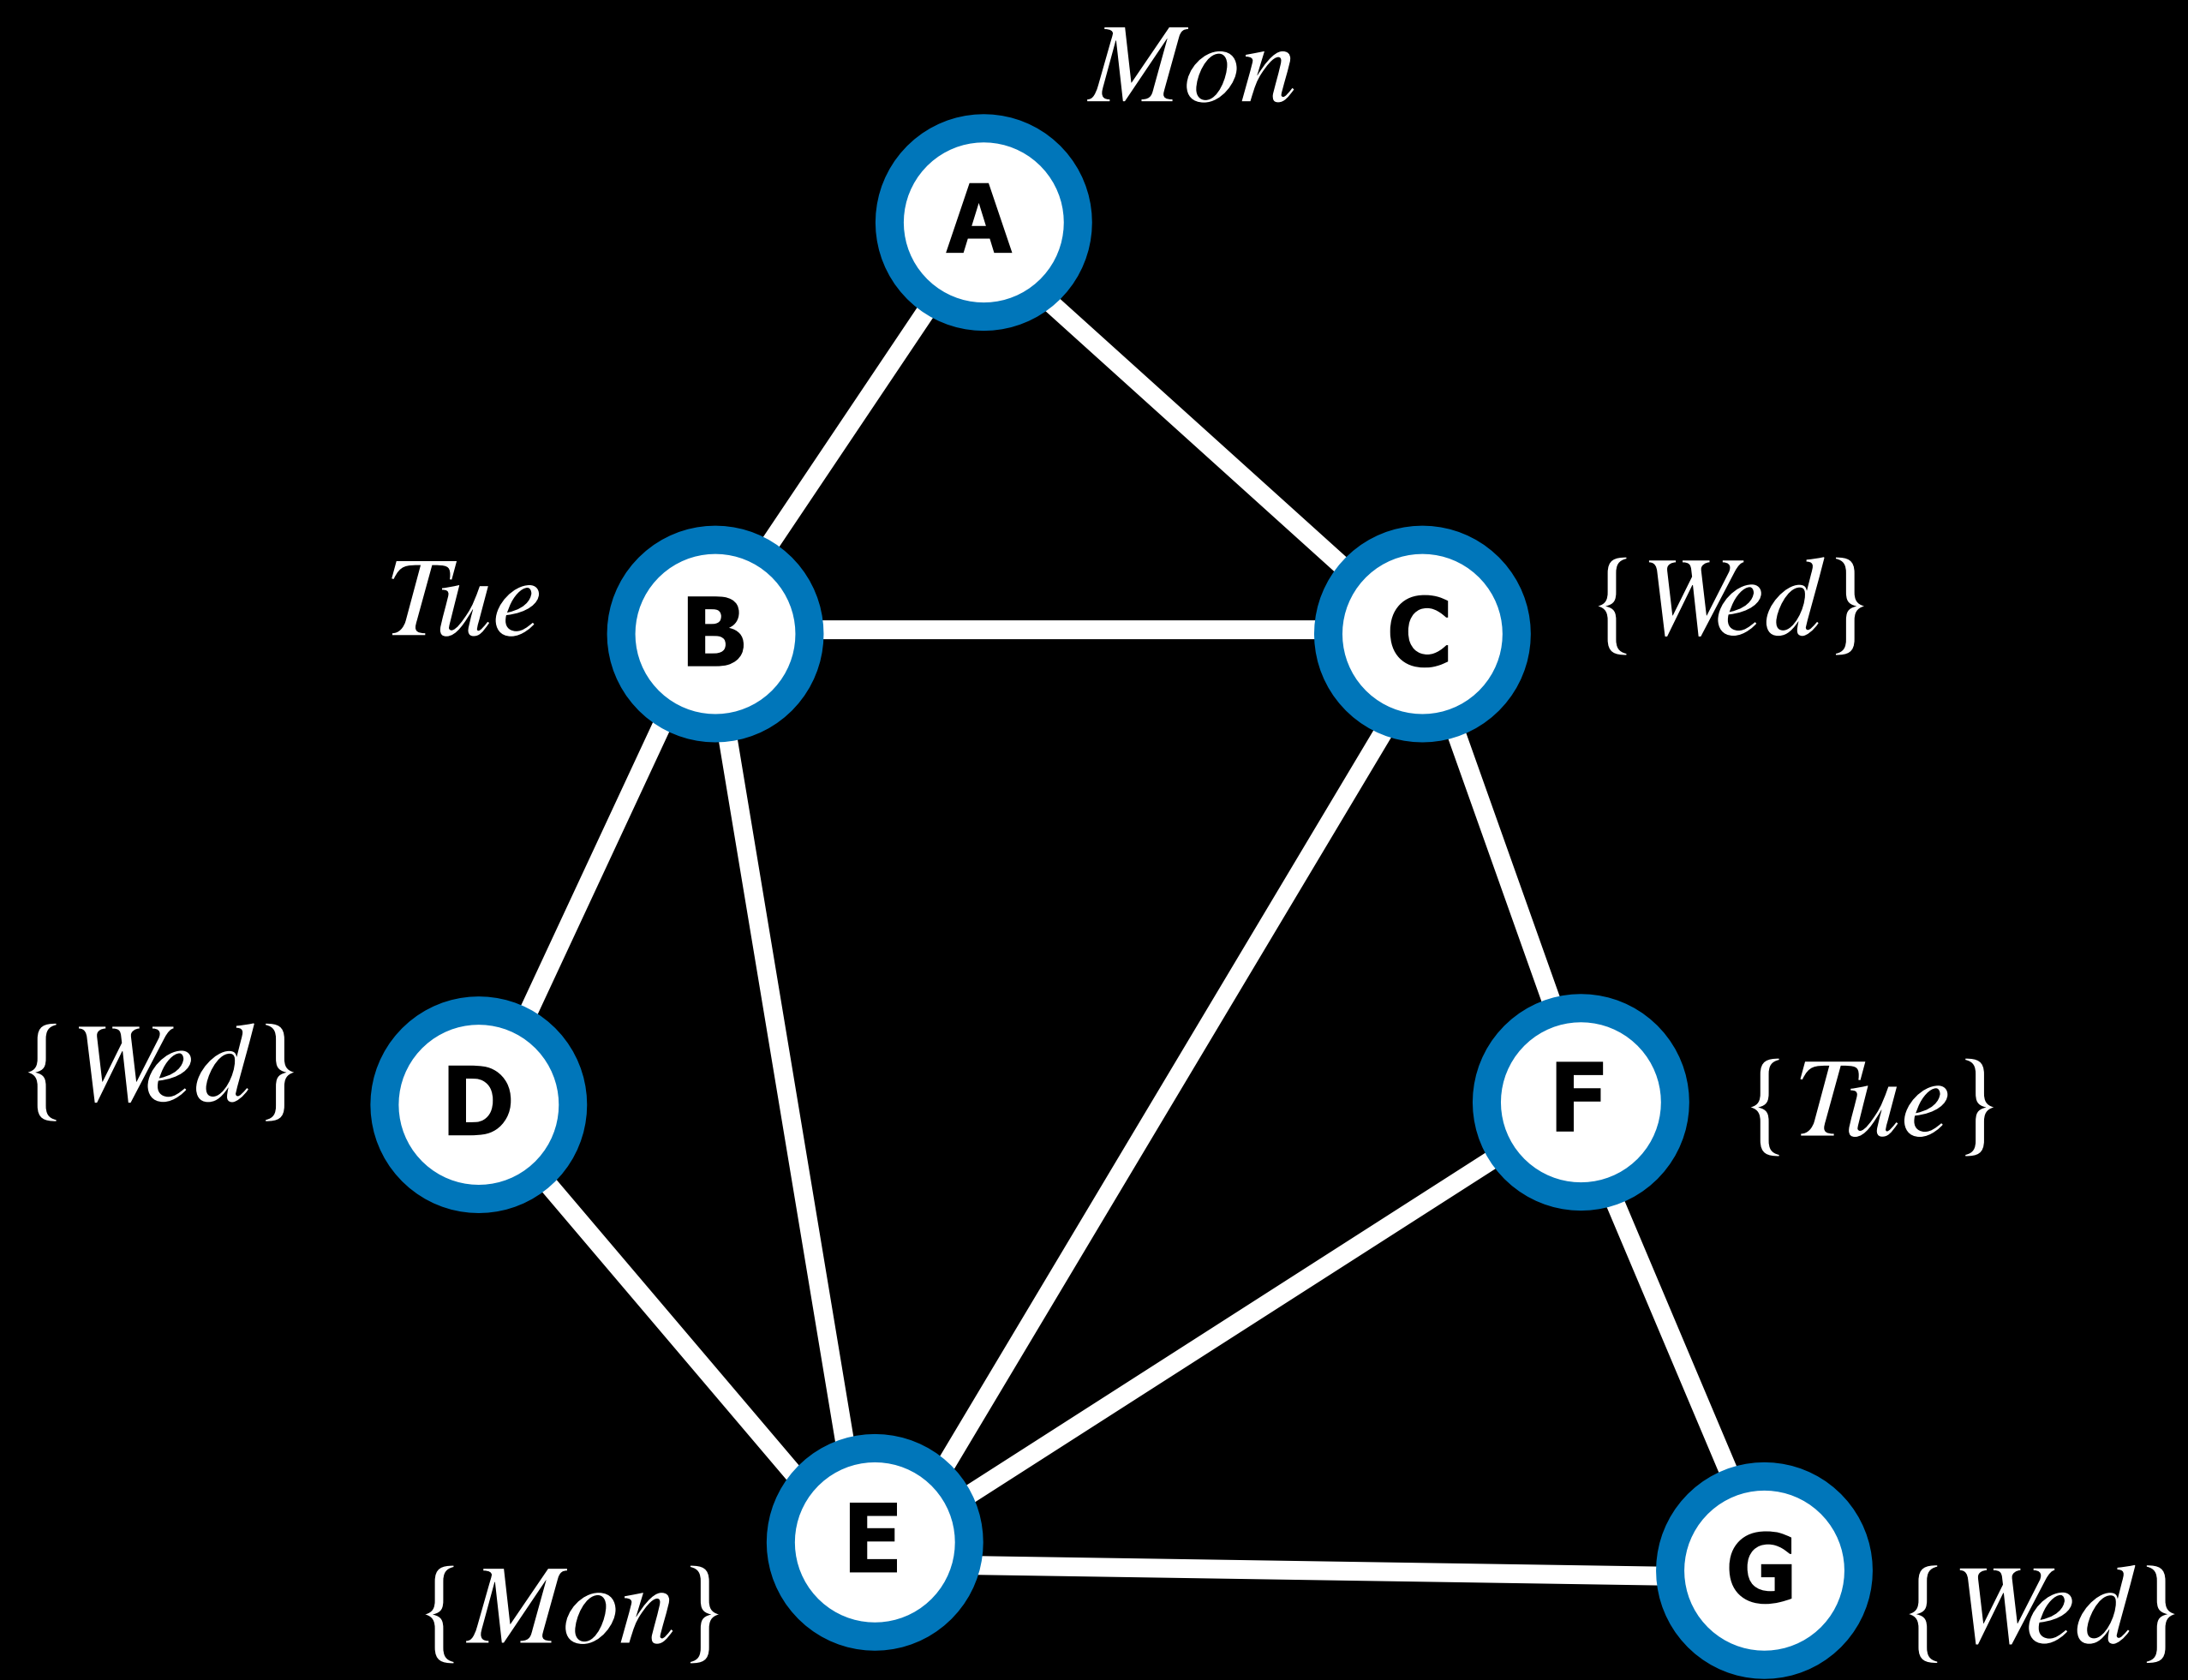 Mon
A
Tue
B
C
{Wed}
{Wed}
D
F
{Tue }
E
G
{Mon}
{Wed}